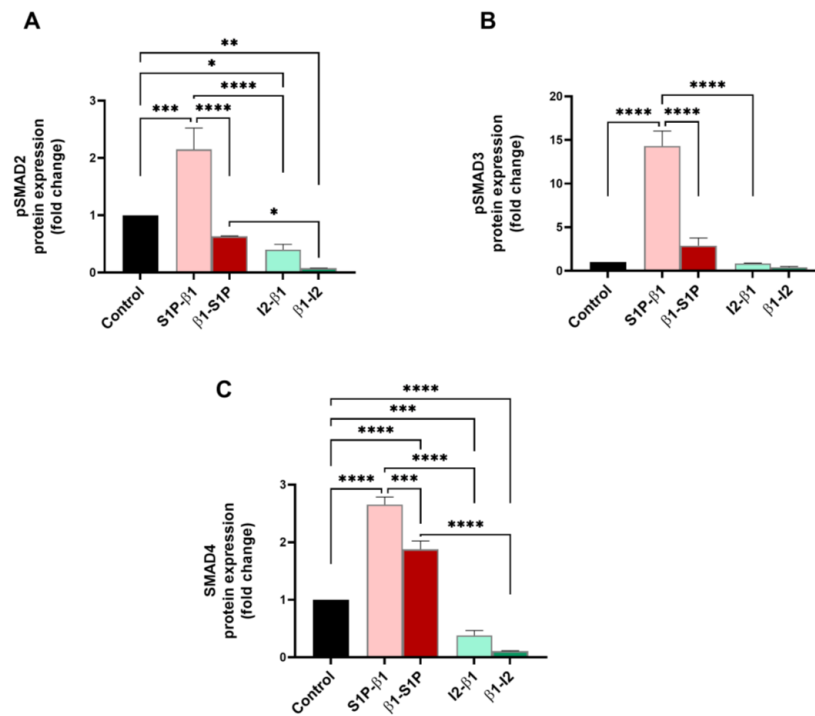 A
**
*
****
*** ****
*
pSMAD2
protein expression
(fold change)
3
2
1
0
Control
S1P-β1
β1-S1P
I2-β1
β1-I2
B
****
**** ****
pSMAD3
protein expression
(fold change)
20
15
10
5
0
Control
S1P-β1
β1-S1P
I2-β1
β1-I2
C
****
***
****
****
**** ***
****
SMAD4
protein expression
(fold change)
3
2
1
0
Control
S1P-β1
β1-S1P
I2-β1
β1-I2